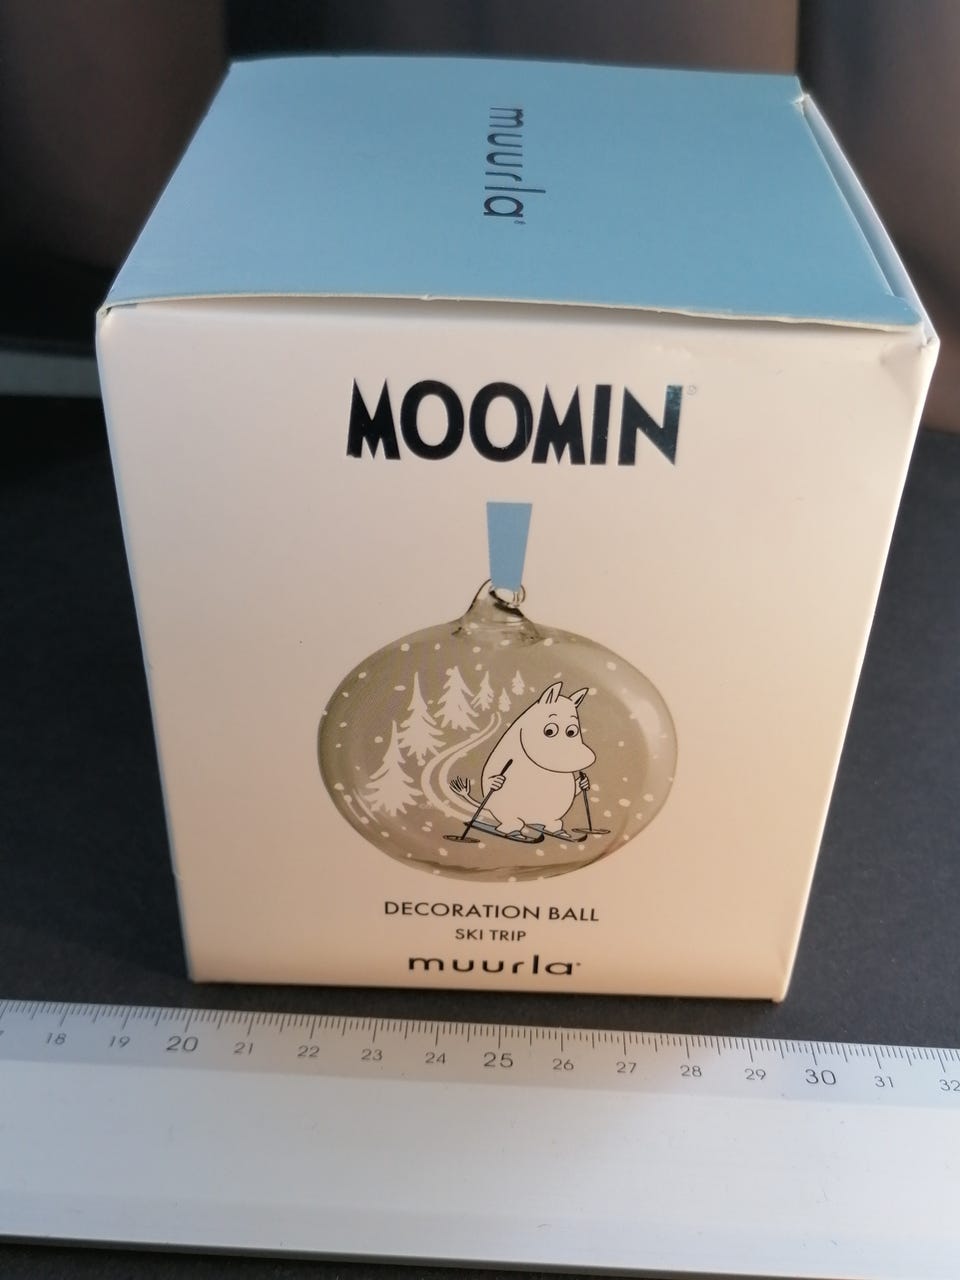 muurla®
MOOMIN®
DECORATION BALL
SKI TRIP
muurla®
18 19 20 21 22 23 24 25 26 27 28 29 30 31 32